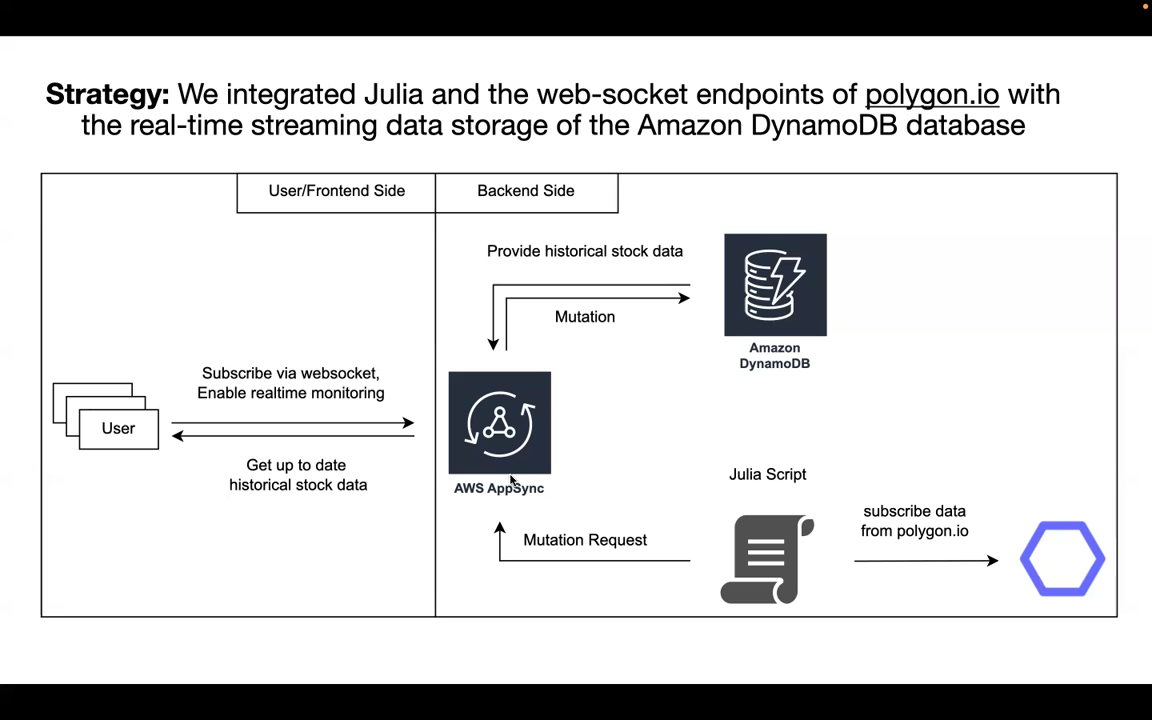 Strategy: We integrated Julia and the web-socket endpoints of polygon.io with
the real-time streaming data storage of the Amazon DynamoDB database
User/Frontend Side
Backend Side
Provide historical stock data
Mutation
Amazon
DynamoDB
Subscribe via websocket,
Enable realtime monitoring
User
Get up to date
historical stock data
AWS AppSync
Julia Script
subscribe data
from polygon.io
Mutation Request